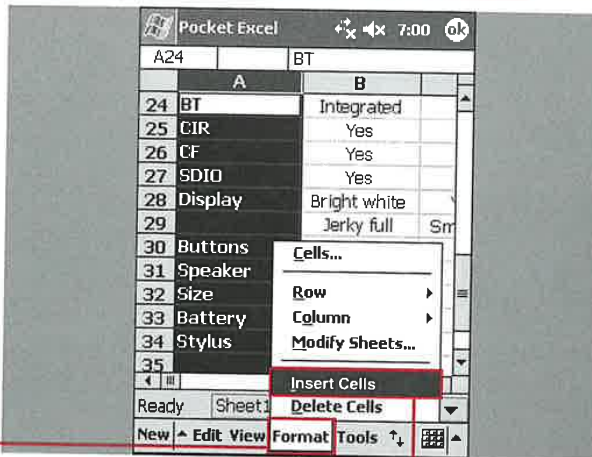 Pocket Excel 7:00 ok
A24 BT
A B
24 BT Integrated
25 CIR Yes
26 CF Yes
27 SDIO Yes
28 Display Bright white
29 Jerky full Sm
30 Buttons
31 Speaker
32 Size
33 Battery
34 Stylus
35
Cells...
Row
Column
Modify Sheets...
Insert Cells
Delete Cells
Ready Sheet1
New Edit View Format Tools